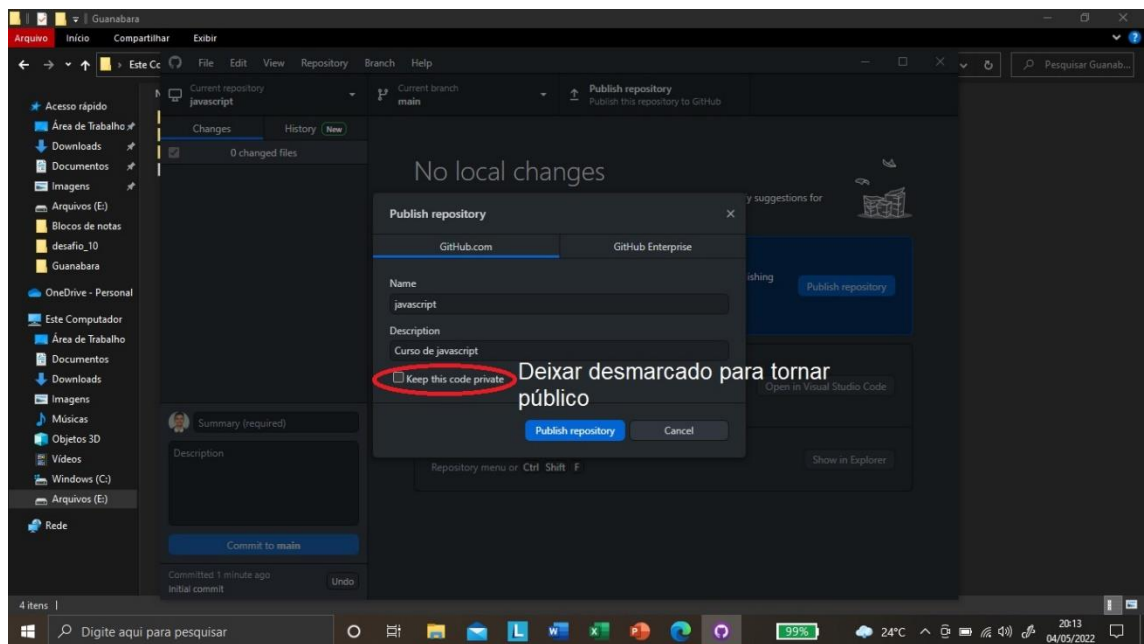 Guanabara
Arquivo Início Compartilhar Exibir
Este Co
Pesquisar Guanab...
File Edit View Repository Branch Help
Current repository
javascript
Current branch
main
Publish repository
Publish this repository to GitHub
Changes History New
0 changed files
Acesso rápido
Área de Trabalho
Downloads
Documentos
Imagens
Arquivos (E:)
Blocos de notas
desafio_10
Guanabara
OneDrive - Personal
Este Computador
Área de Trabalho
Documentos
Downloads
Imagens
Músicas
Objetos 3D
Vídeos
Windows (C:)
Arquivos (E:)
Rede
No local changes
y suggestions for
ishing
Publish repository
Open in Visual Studio Code
Show in Explorer
Repository menu or Ctrl Shift F
Publish repository
GitHub.com GitHub Enterprise
Name
javascript
Description
Curso de javascript
Keep this code private
Deixar desmarcado para tornar
público
Publish repository Cancel
Summary (required)
Description
Commit to main
Committed 1 minute ago
Initial commit
Undo
4 itens
Digite aqui para pesquisar
99%
24°C
20:13
04/05/2022